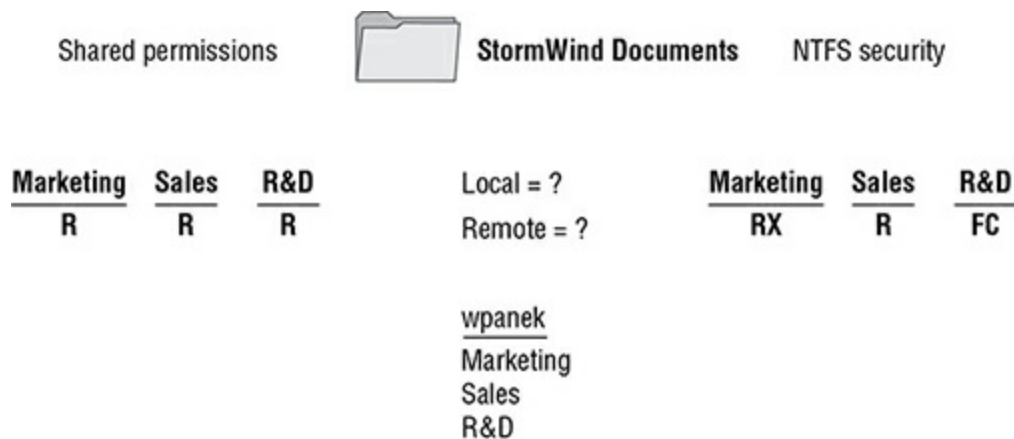 Shared permissions StormWind Documents NTFS security
Marketing Sales R&D Local = ? Marketing Sales R&D
R R R Remote = ? RX R FC
wpanek
Marketing
Sales
R&D